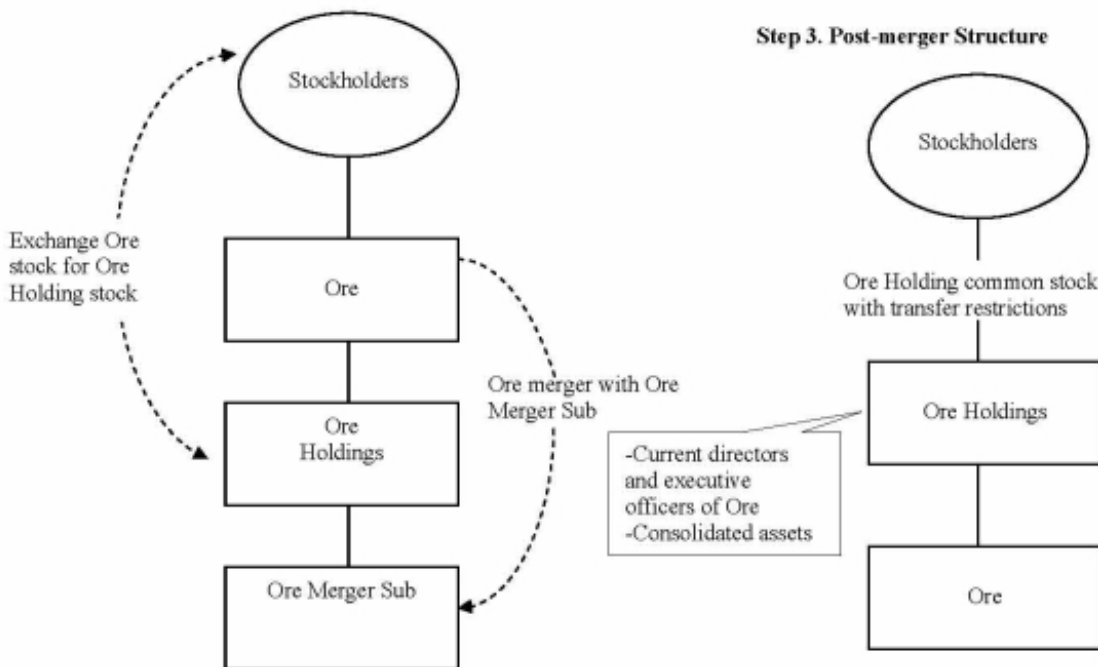 Stockholders
Exchange Ore
stock for Ore
Holding stock
Ore
Ore merger with Ore
Merger Sub
Ore
Holdings
Ore Merger Sub
Step 3. Post-merger Structure
Stockholders
Ore Holding common stock
with transfer restrictions
Ore Holdings
-Current directors
and executive
officers of Ore
-Consolidated assets
Ore